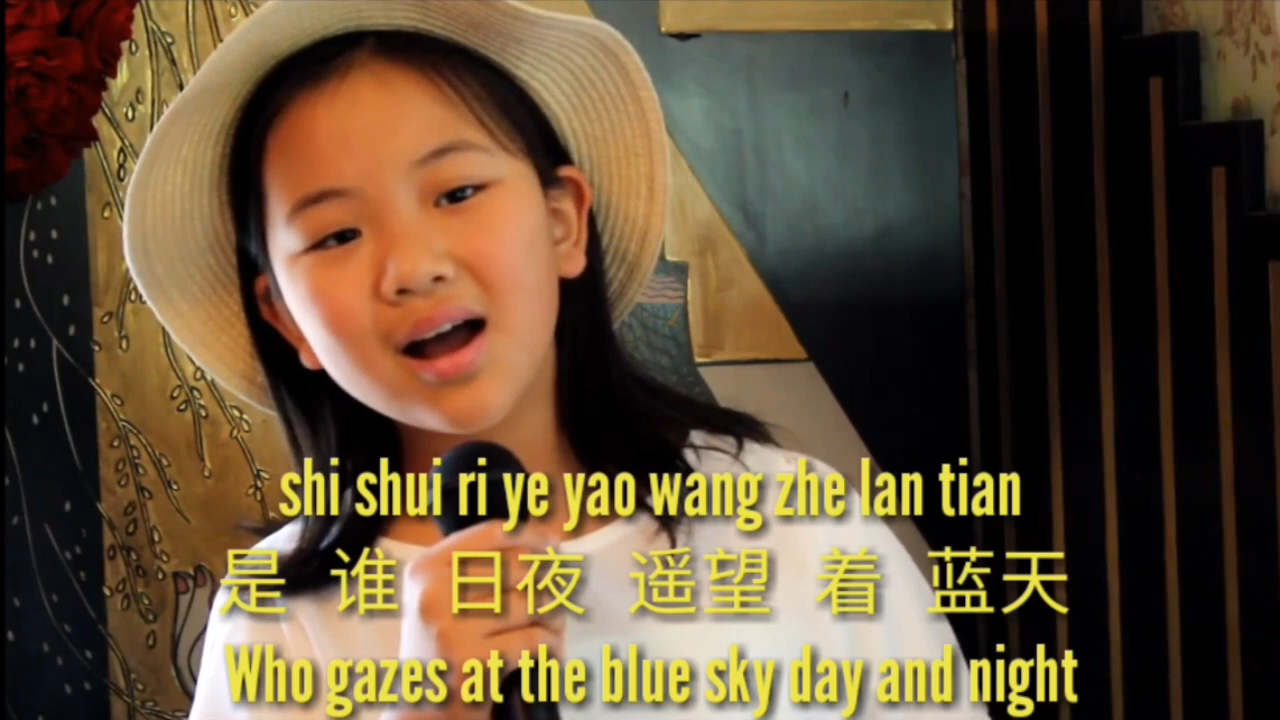 shi shui ri ye yao wang zhe lan tian
是 谁 日夜 遥望 着 蓝天
Who gazes at the blue sky day and night